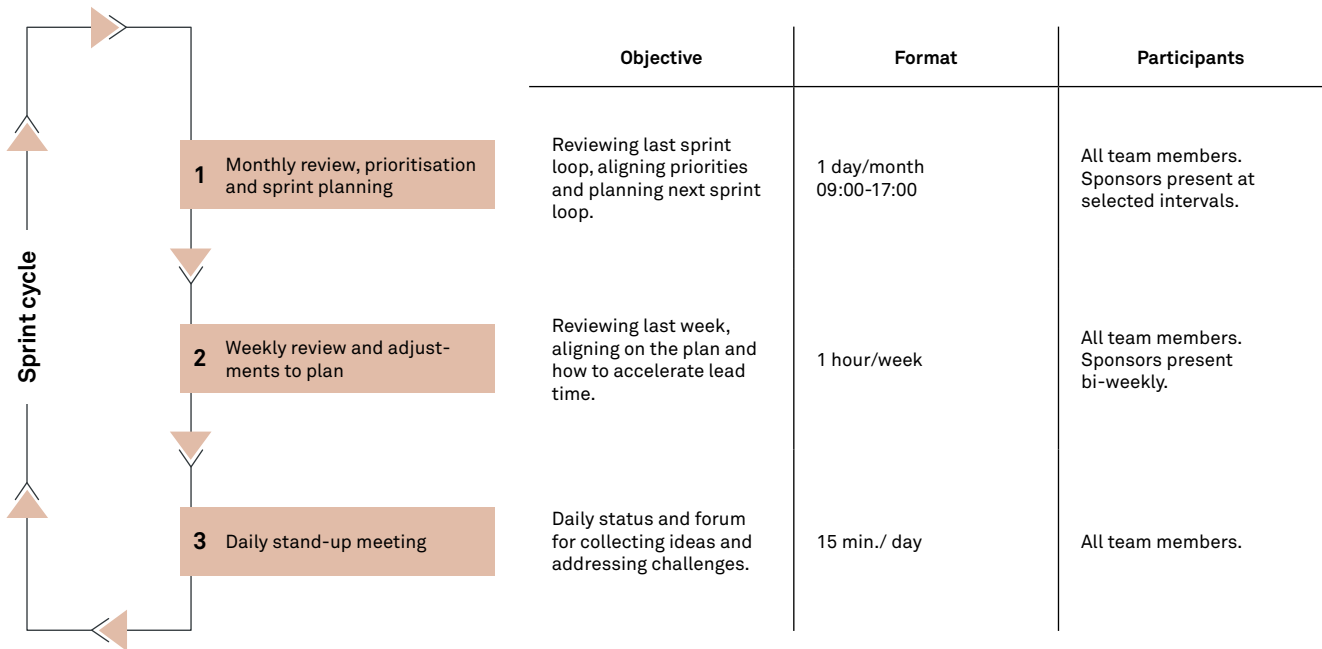 Sprint cycle
Objective
Format
Participants
1
Monthly review, prioritisation
and sprint planning
Reviewing last sprint
loop, aligning priorities
and planning next sprint
loop.
1 day/month
09:00-17:00
All team members.
Sponsors present at
selected intervals.
2
Weekly review and adjust-
ments to plan
Reviewing last week,
aligning on the plan and
how to accelerate lead
time.
1 hour/week
All team members.
Sponsors present
bi-weekly.
3
Daily stand-up meeting
Daily status and forum
for collecting ideas and
addressing challenges.
15 min./ day
All team members.